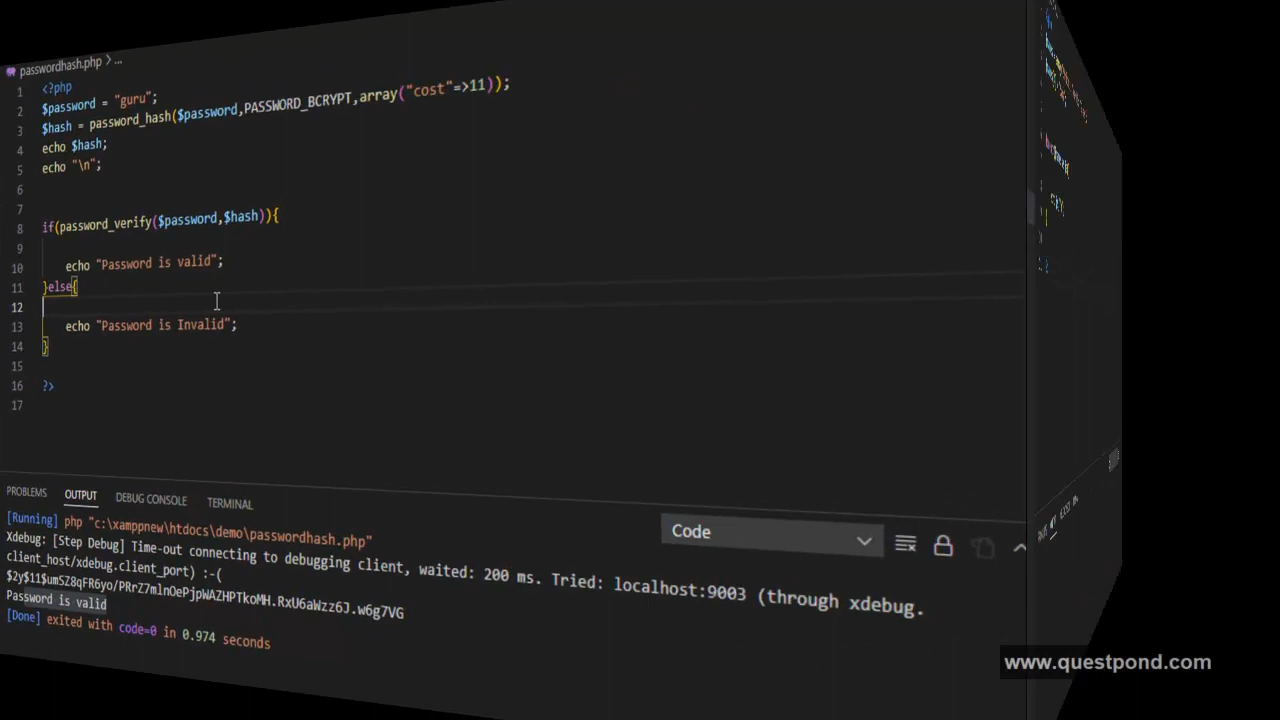 passwordhash.php > ...
1 <?php
2 $password = "guru";
3 $hash = password_hash($password,PASSWORD_BCRYPT,array("cost"=>11));
4 echo $hash;
5 echo "\n";
6
7
8 if(password_verify($password,$hash)){
9
10 echo "Password is valid";
11 }else{
12
13 echo "Password is Invalid";
14 }
15
16 ?>
17
PROBLEMS OUTPUT DEBUG CONSOLE TERMINAL
Code
[Running] php "c:\xamppnew\htdocs\demo\passwordhash.php"
Xdebug: [Step Debug] Time-out connecting to debugging client, waited: 200 ms. Tried: localhost:9003 (through xdebug.
client_host/xdebug.client_port) :-(
Password is valid
[Done] exited with code=0 in 0.974 seconds
www.questpond.com